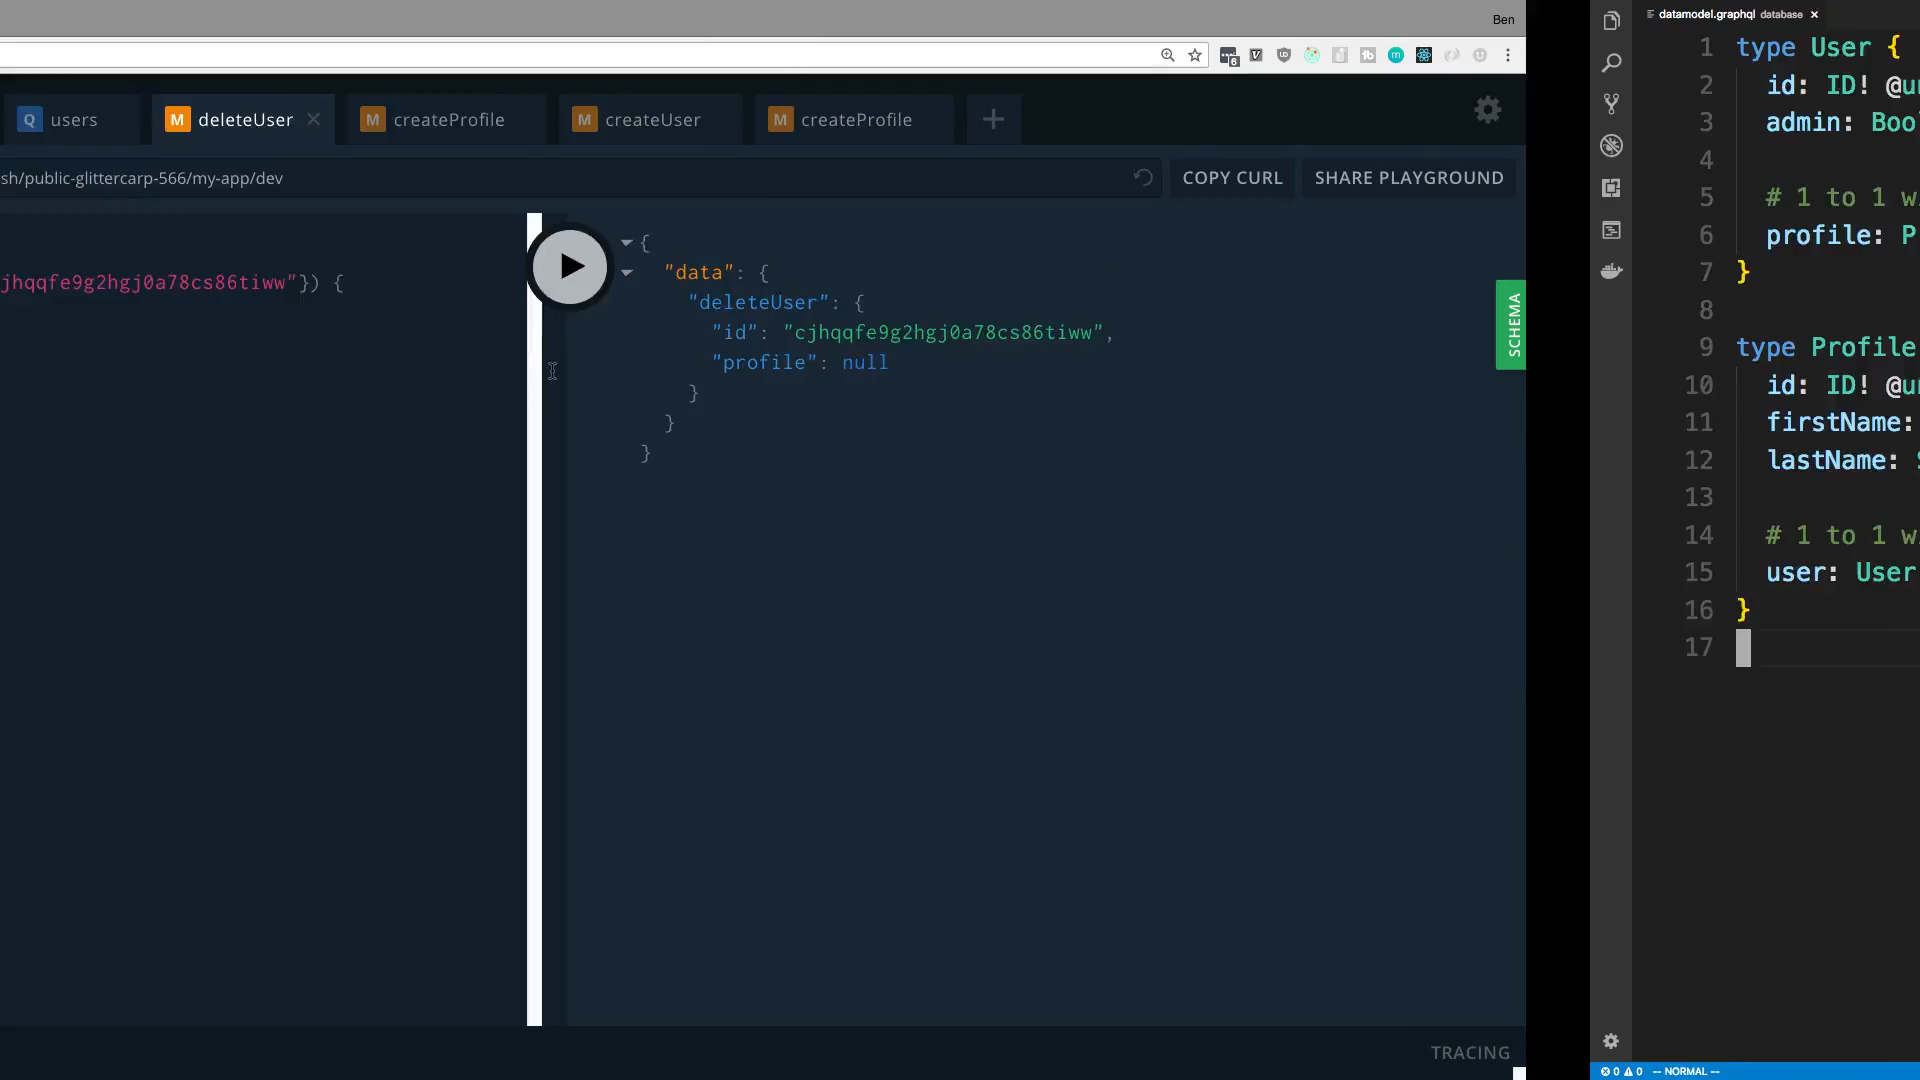 Ben
6
Q users
M deleteUser
M createProfile
M createUser
M createProfile
sh/public-glittercarp-566/my-app/dev
COPY CURL
SHARE PLAYGROUND
jhqqfe9g2hgj0a78cs86tiww"}) {
{
"data": {
"deleteUser": {
"id": "cjhqqfe9g2hgj0a78cs86tiww",
"profile": null
}
}
}
SCHEMA
TRACING
datamodel.graphql database
1 type User {
2 id: ID! @u
3 admin: Boo
4
5 # 1 to 1 w
6 profile: P
7 }
8
9 type Profile
10 id: ID! @u
11 firstName:
12 lastName:
13
14 # 1 to 1 w
15 user: User
16 }
17
0 0 -- NORMAL --